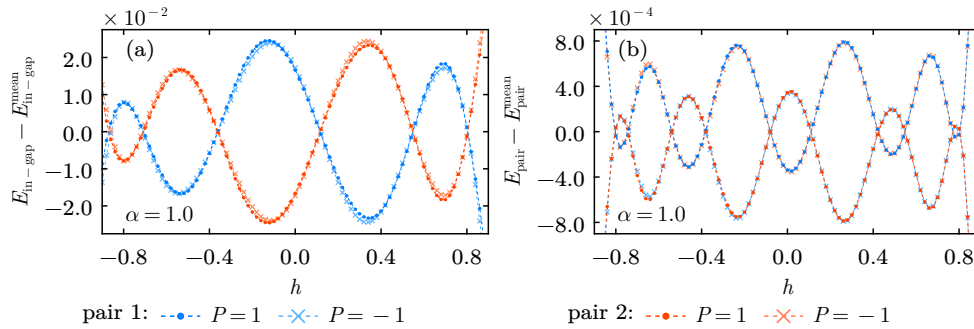 × 10⁻²
(a)
E_in−gap − E^mean_in−gap
2.0
1.0
0.0
−1.0
−2.0
α = 1.0
−0.8 −0.4 0.0 0.4 0.8
h
× 10⁻⁴
(b)
E_pair − E^mean_pair
8.0
4.0
0.0
−4.0
−8.0
α = 1.0
−0.8 −0.4 0.0 0.4 0.8
h
pair 1: P = 1 P = −1 pair 2: P = 1 P = −1